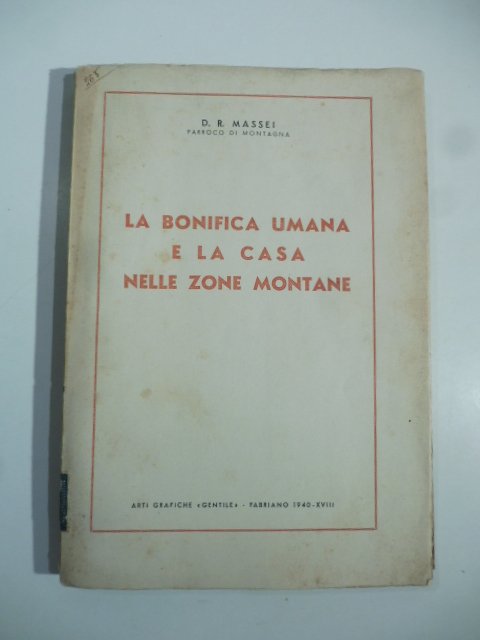 D. R. MASSEI
PARROCO DI MONTAGNA
LA BONIFICA UMANA
E LA CASA
NELLE ZONE MONTANE
ARTI GRAFICHE «GENTILE» - FABRIANO 1940-XVIII